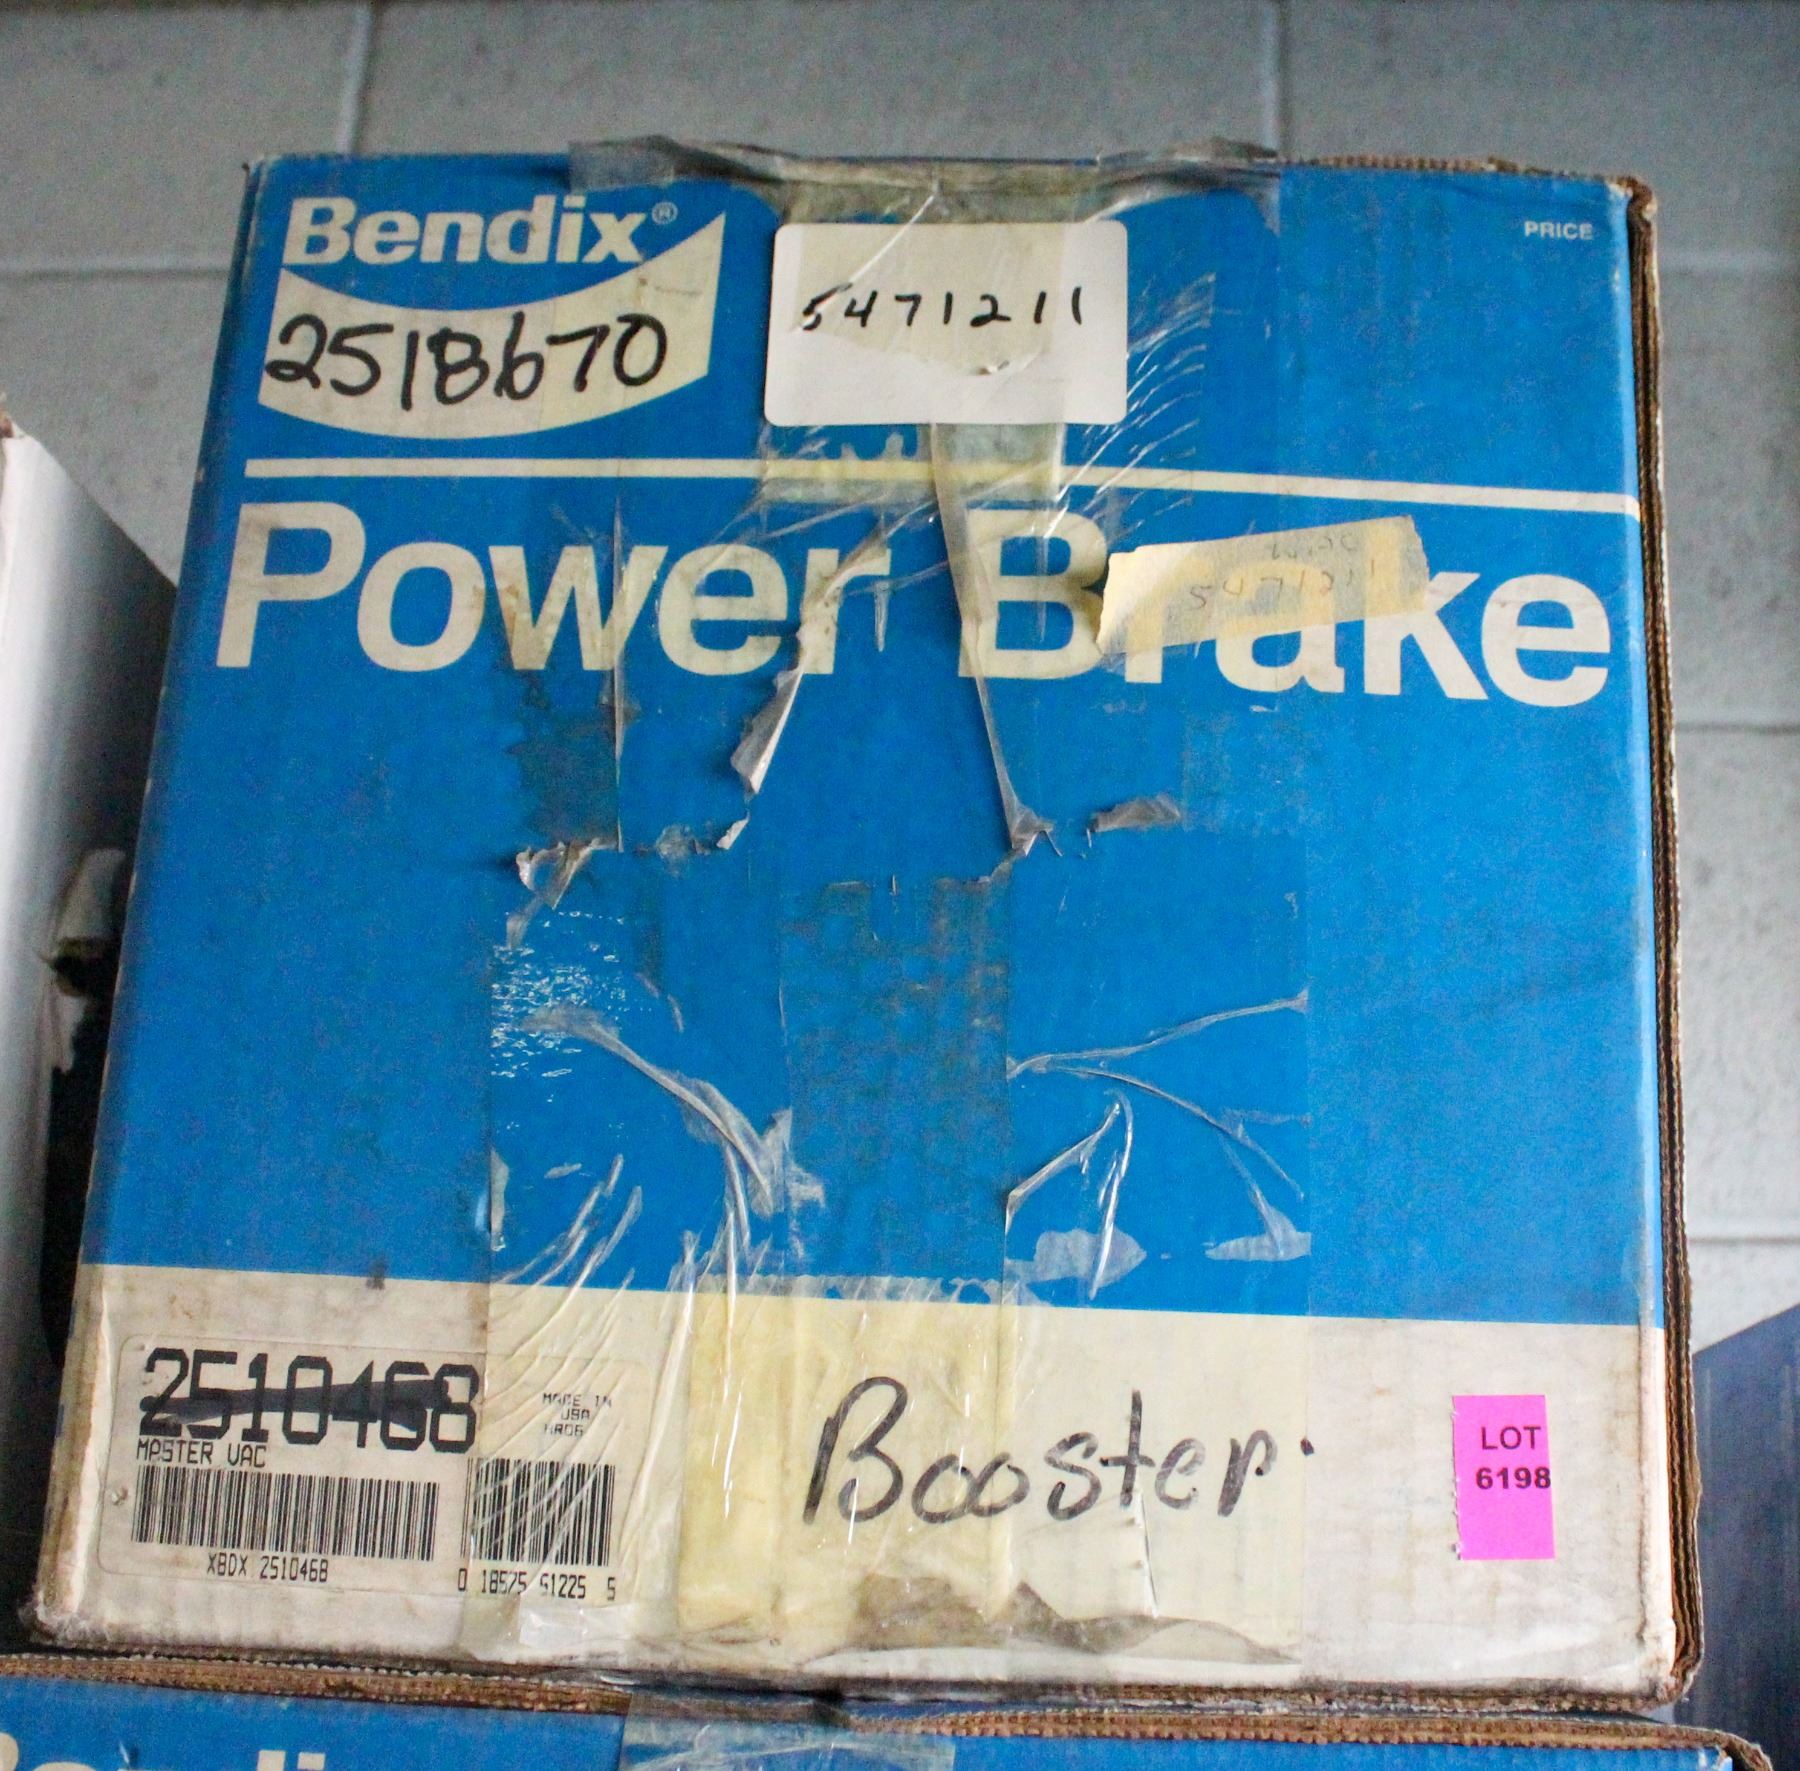 Bendix®
PRICE
5471211
2518670
Power Brake
5471211
2510468
MADE IN
USA
MASTER VAC
XBDX 2510468
0 18575 51225 5
Booster.
LOT
6198